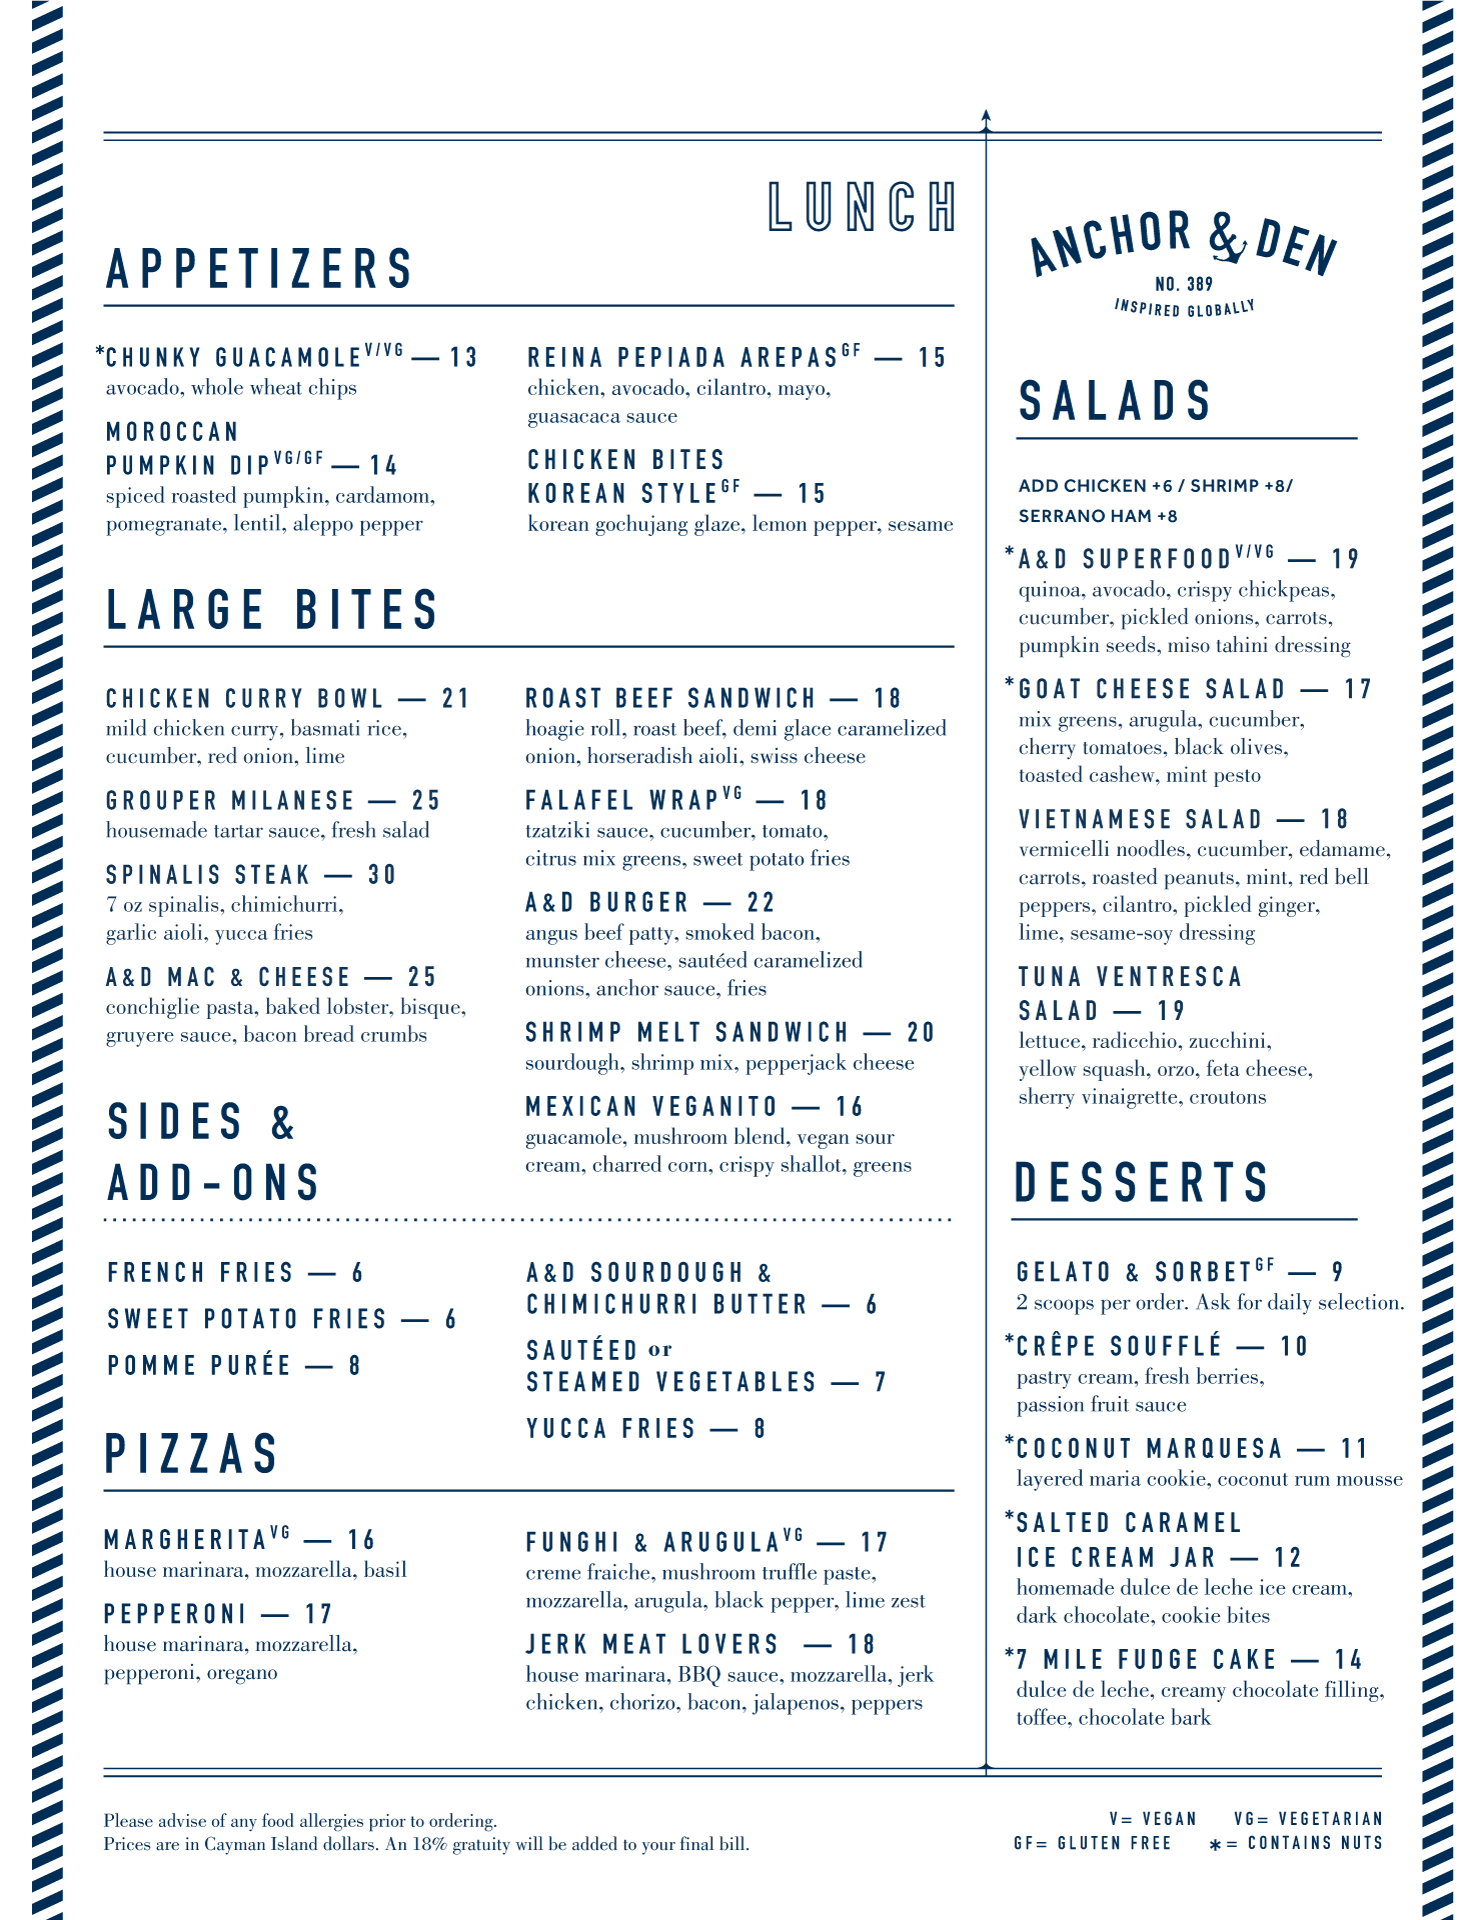 LUNCH
APPETIZERS
*CHUNKY GUACAMOLE V/VG — 13
avocado, whole wheat chips
MOROCCAN
PUMPKIN DIP VG/GF — 14
spiced roasted pumpkin, cardamom,
pomegranate, lentil, aleppo pepper
REINA PEPIADA AREPAS GF — 15
chicken, avocado, cilantro, mayo,
guasacaca sauce
CHICKEN BITES
KOREAN STYLE GF — 15
korean gochujang glaze, lemon pepper, sesame
LARGE BITES
CHICKEN CURRY BOWL — 21
mild chicken curry, basmati rice,
cucumber, red onion, lime
GROUPER MILANESE — 25
housemade tartar sauce, fresh salad
SPINALIS STEAK — 30
7 oz spinalis, chimichurri,
garlic aioli, yucca fries
A&D MAC & CHEESE — 25
conchiglie pasta, baked lobster, bisque,
gruyere sauce, bacon bread crumbs
ROAST BEEF SANDWICH — 18
hoagie roll, roast beef, demi glace caramelized
onion, horseradish aioli, swiss cheese
FALAFEL WRAP VG — 18
tzatziki sauce, cucumber, tomato,
citrus mix greens, sweet potato fries
A&D BURGER — 22
angus beef patty, smoked bacon,
munster cheese, sautéed caramelized
onions, anchor sauce, fries
SHRIMP MELT SANDWICH — 20
sourdough, shrimp mix, pepperjack cheese
MEXICAN VEGANITO — 16
guacamole, mushroom blend, vegan sour
cream, charred corn, crispy shallot, greens
SIDES &
ADD-ONS
FRENCH FRIES — 6
SWEET POTATO FRIES — 6
POMME PURÉE — 8
A&D SOURDOUGH &
CHIMICHURRI BUTTER — 6
SAUTÉED or
STEAMED VEGETABLES — 7
YUCCA FRIES — 8
PIZZAS
MARGHERITA VG — 16
house marinara, mozzarella, basil
PEPPERONI — 17
house marinara, mozzarella,
pepperoni, oregano
FUNGHI & ARUGULA VG — 17
creme fraiche, mushroom truffle paste,
mozzarella, arugula, black pepper, lime zest
JERK MEAT LOVERS — 18
house marinara, BBQ sauce, mozzarella, jerk
chicken, chorizo, bacon, jalapenos, peppers
ANCHOR & DEN
NO. 389
INSPIRED GLOBALLY
SALADS
ADD CHICKEN +6 / SHRIMP +8/
SERRANO HAM +8
*A&D SUPERFOOD V/VG — 19
quinoa, avocado, crispy chickpeas,
cucumber, pickled onions, carrots,
pumpkin seeds, miso tahini dressing
*GOAT CHEESE SALAD — 17
mix greens, arugula, cucumber,
cherry tomatoes, black olives,
toasted cashew, mint pesto
VIETNAMESE SALAD — 18
vermicelli noodles, cucumber, edamame,
carrots, roasted peanuts, mint, red bell
peppers, cilantro, pickled ginger,
lime, sesame-soy dressing
TUNA VENTRESCA
SALAD — 19
lettuce, radicchio, zucchini,
yellow squash, orzo, feta cheese,
sherry vinaigrette, croutons
DESSERTS
GELATO & SORBET GF — 9
2 scoops per order. Ask for daily selection.
*CRÊPE SOUFFLÉ — 10
pastry cream, fresh berries,
passion fruit sauce
*COCONUT MARQUESA — 11
layered maria cookie, coconut rum mousse
*SALTED CARAMEL
ICE CREAM JAR — 12
homemade dulce de leche ice cream,
dark chocolate, cookie bites
*7 MILE FUDGE CAKE — 14
dulce de leche, creamy chocolate filling,
toffee, chocolate bark
Please advise of any food allergies prior to ordering.
Prices are in Cayman Island dollars. An 18% gratuity will be added to your final bill.
V= VEGAN VG= VEGETARIAN
GF= GLUTEN FREE *= CONTAINS NUTS